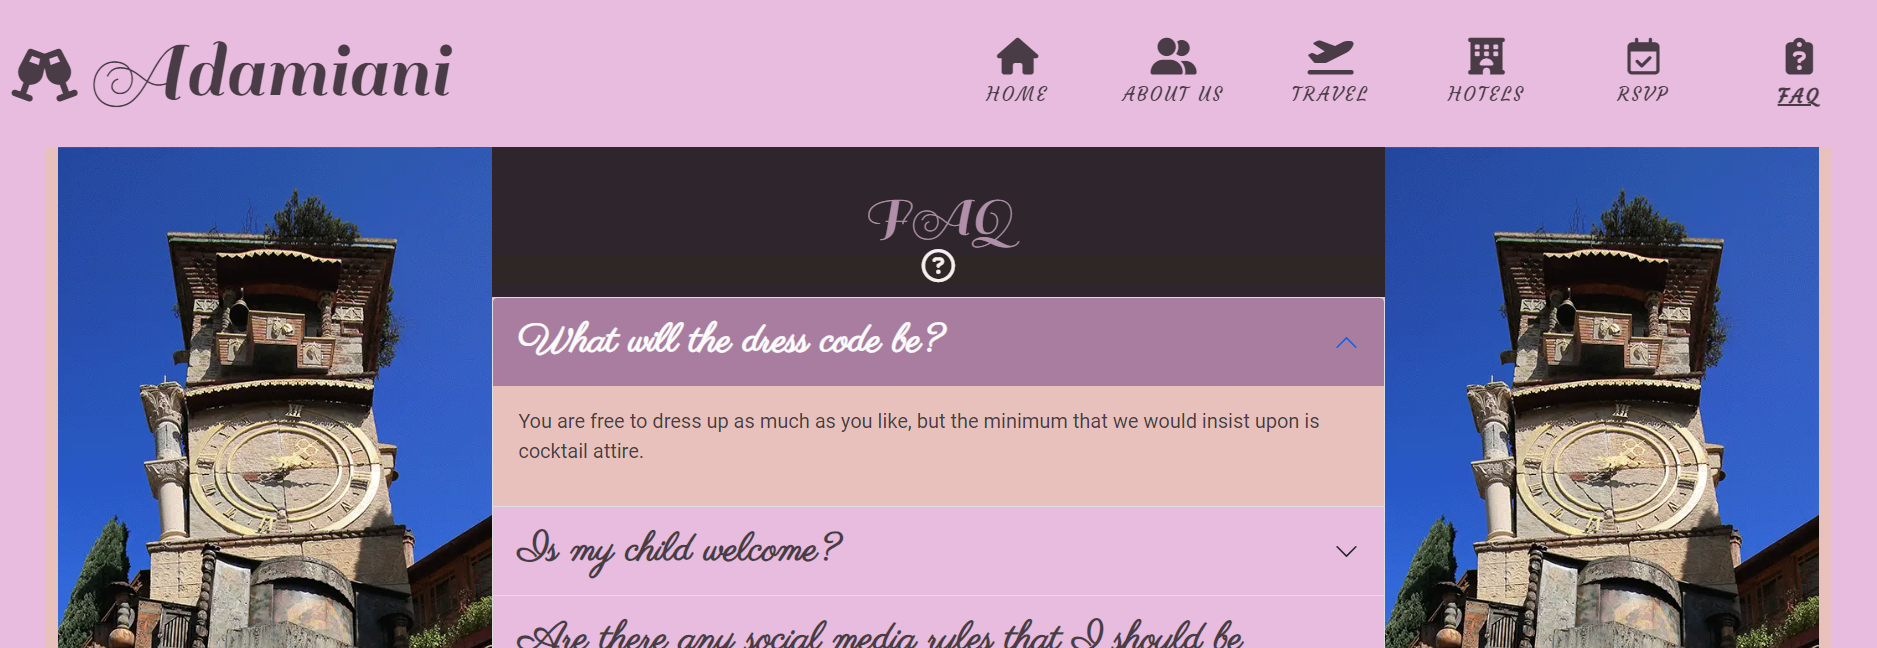 Adamiani
HOME
ABOUT US
TRAVEL
HOTELS
RSVP
FAQ
FAQ
What will the dress code be?
You are free to dress up as much as you like, but the minimum that we would insist upon is
cocktail attire.
Is my child welcome?
Are there any social media rules that I should be